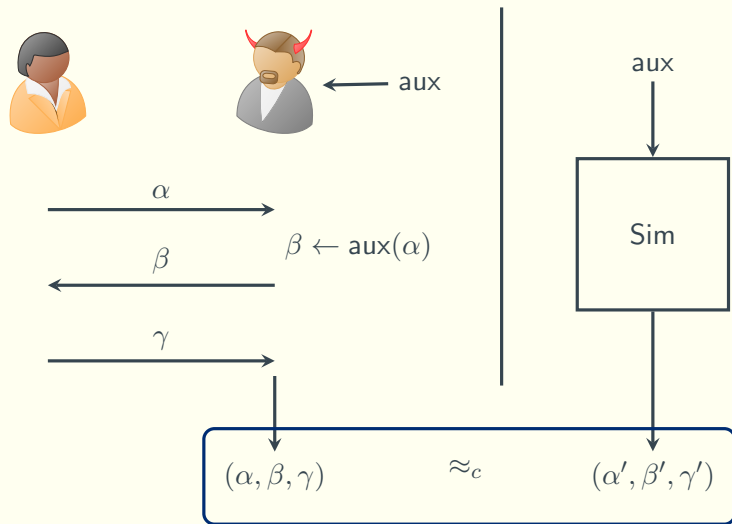 aux
aux
α
β
β ← aux(α)
Sim
γ
(α, β, γ)
≈c
(α′, β′, γ′)